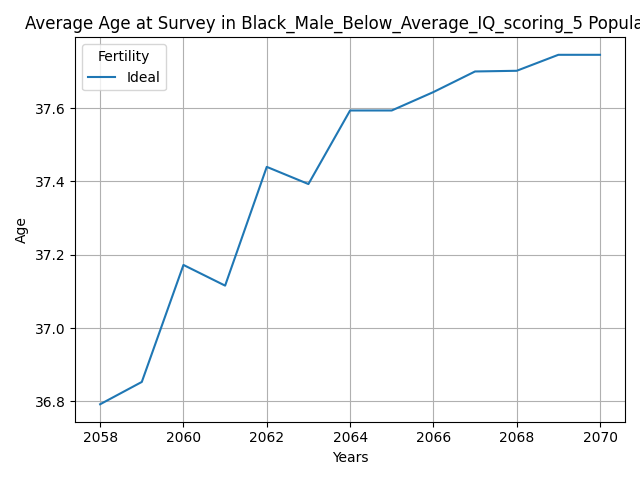 Average Age at Survey in Black_Male_Below_Average_IQ_scoring_5 Popula
Fertility
Ideal
Age
37.6
37.4
37.2
37.0
36.8
2058 2060 2062 2064 2066 2068 2070
Years